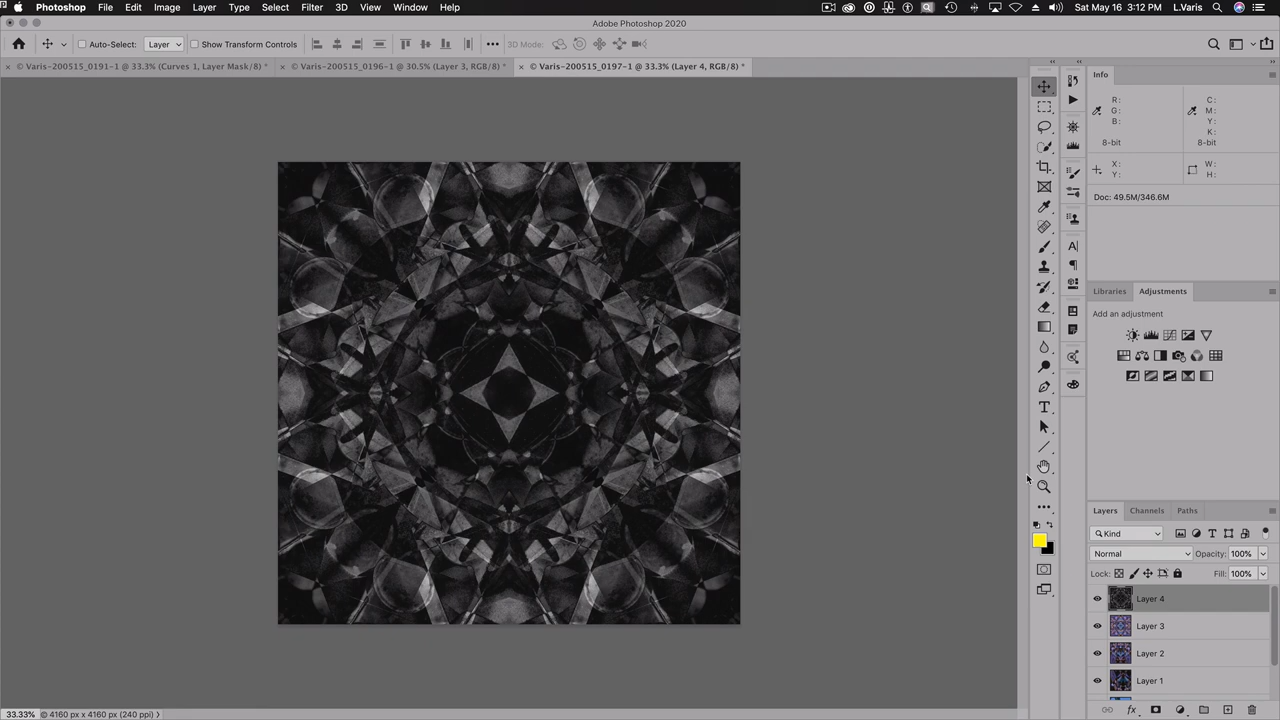 Photoshop File Edit Image Layer Type Select Filter 3D View Window Help Sat May 16 3:12 PM L.Varis
Adobe Photoshop 2020
Auto-Select: Layer Show Transform Controls 3D Mode:
× © Varis-200515_0191-1 @ 33.3% (Curves 1, Layer Mask/8) * × © Varis-200515_0196-1 @ 30.5% (Layer 3, RGB/8) * × © Varis-200515_0197-1 @ 33.3% (Layer 4, RGB/8) *
Info
R: C:
G: M:
B: Y:
K:
8-bit 8-bit
X: W:
Y: H:
Doc: 49.5M/346.6M
Libraries Adjustments
Add an adjustment
Layers Channels Paths
Kind
Normal Opacity: 100%
Lock: Fill: 100%
Layer 4
Layer 3
Layer 2
Layer 1
33.33% © 4160 px x 4160 px (240 ppi)